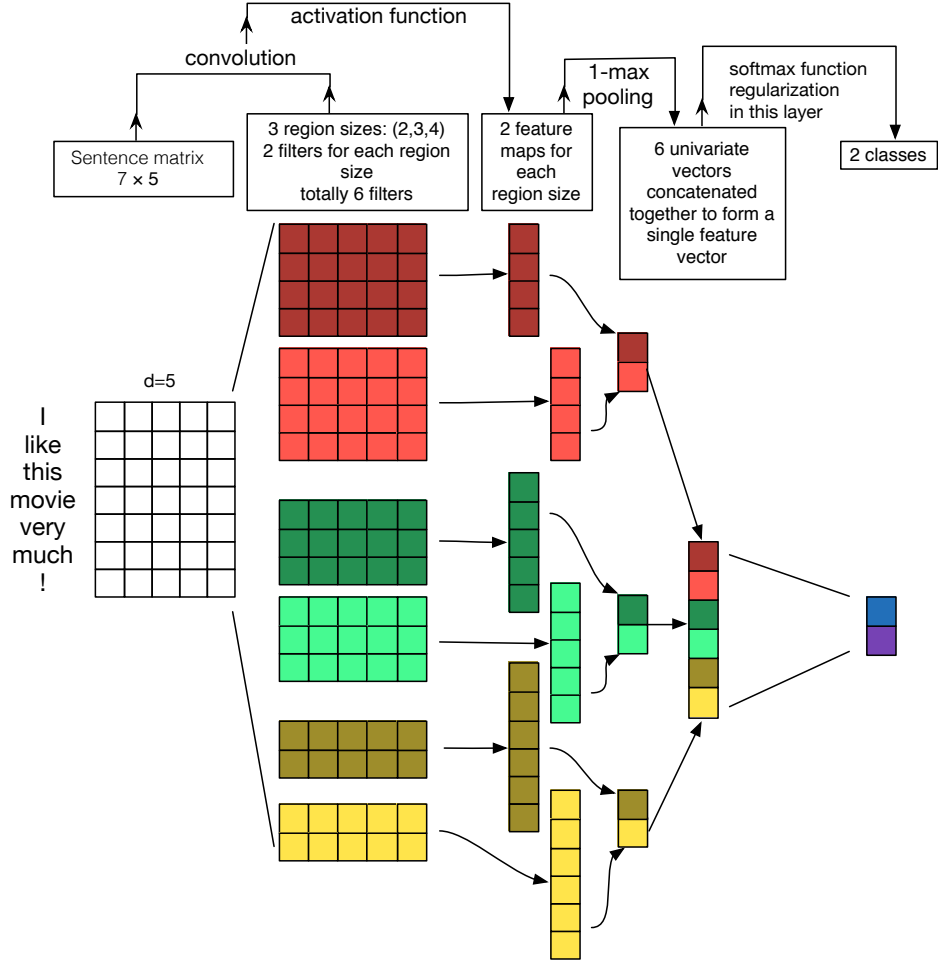 activation function
convolution
1-max
pooling
softmax function
regularization
in this layer
Sentence matrix
7 × 5
3 region sizes: (2,3,4)
2 filters for each region
size
totally 6 filters
2 feature
maps for
each
region size
6 univariate
vectors
concatenated
together to form a
single feature
vector
2 classes
d=5
I
like
this
movie
very
much
!